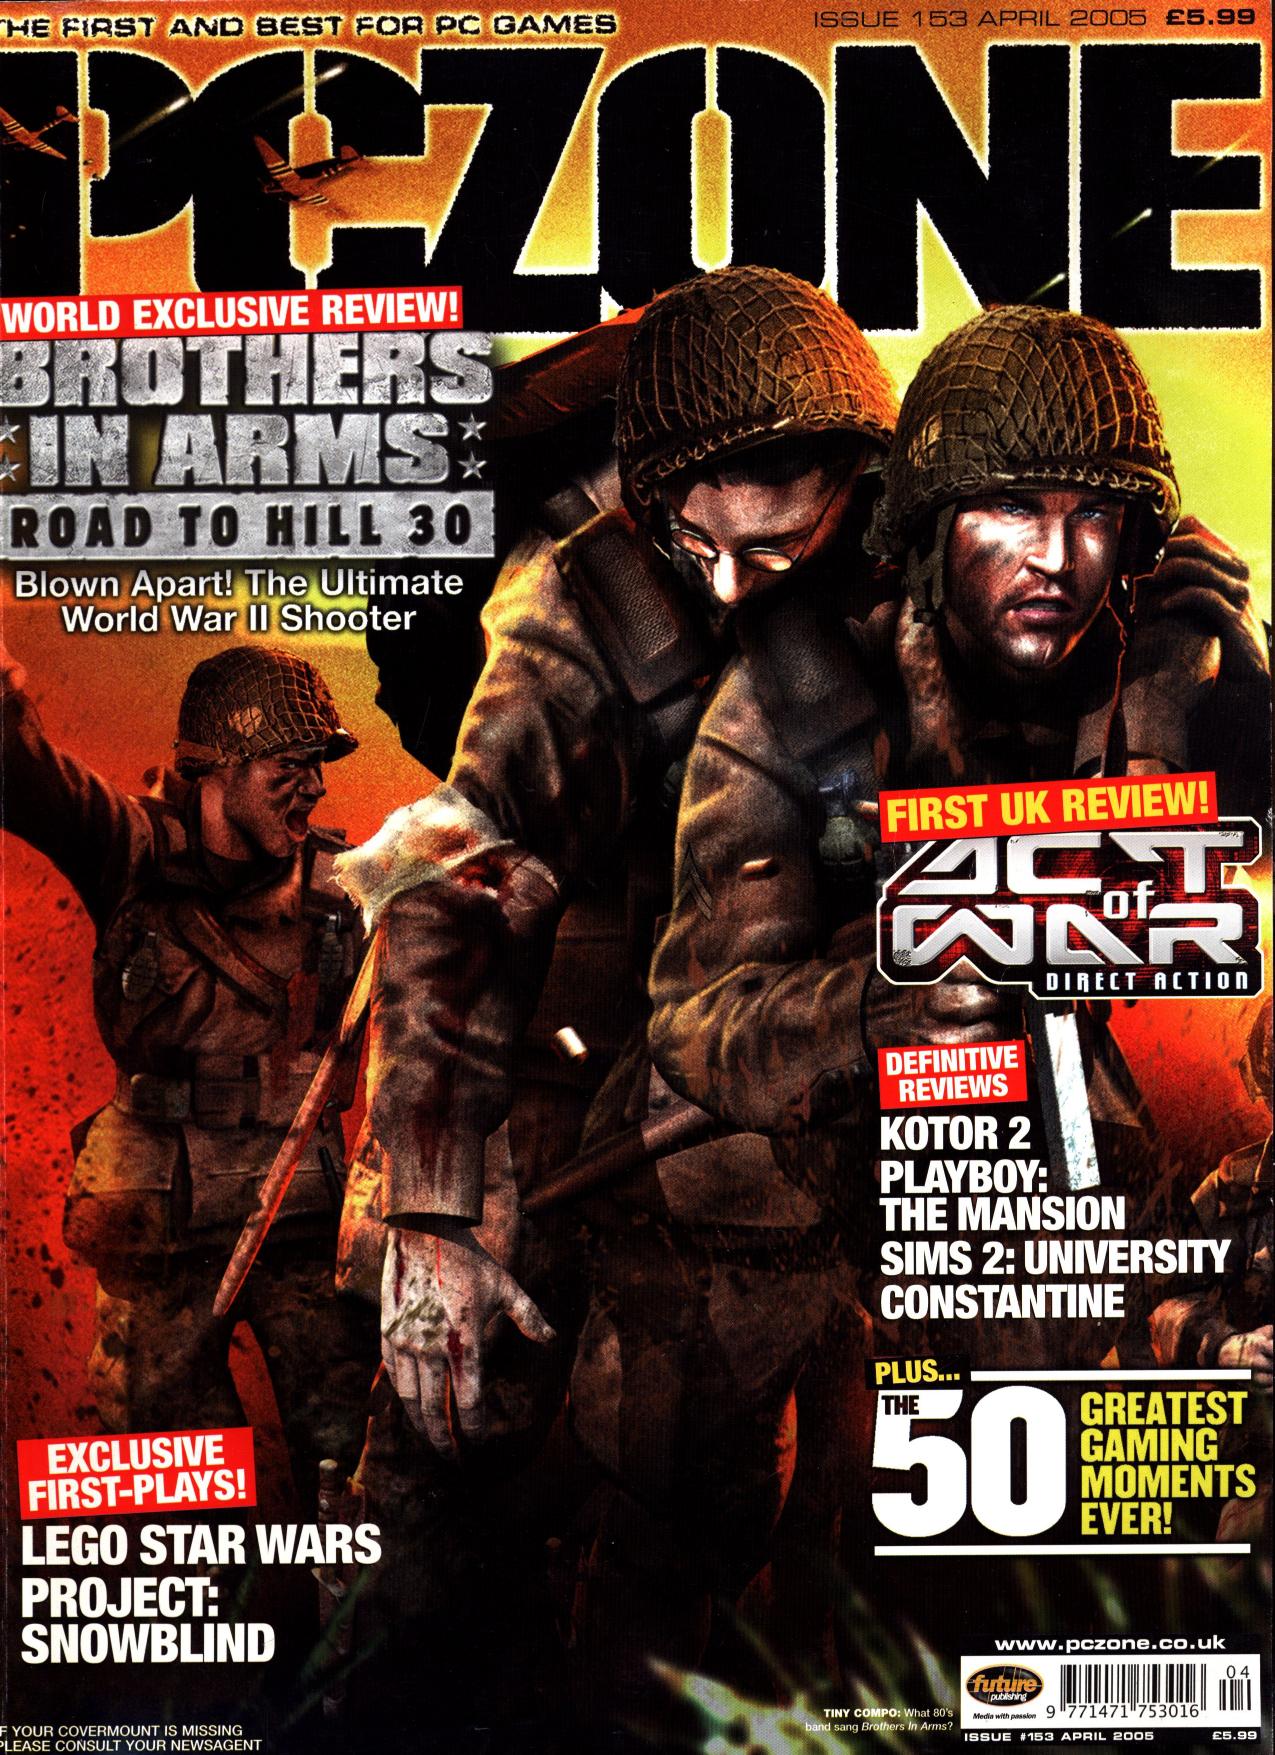 THE FIRST AND BEST FOR PC GAMES
ISSUE 153 APRIL 2005 £5.99
PCZONE
WORLD EXCLUSIVE REVIEW!
BROTHERS
IN ARMS
ROAD TO HILL 30
Blown Apart! The Ultimate
World War II Shooter
FIRST UK REVIEW!
ACT of
WAR
DIRECT ACTION
DEFINITIVE
REVIEWS
KOTOR 2
PLAYBOY:
THE MANSION
SIMS 2: UNIVERSITY
CONSTANTINE
PLUS...
THE
50
GREATEST
GAMING
MOMENTS
EVER!
EXCLUSIVE
FIRST-PLAYS!
LEGO STAR WARS
PROJECT:
SNOWBLIND
www.pczone.co.uk
future
publishing
Media with passion
04
9 771471 753016
ISSUE #153 APRIL 2005 £5.99
TINY COMPO: What 80's
band sang Brothers In Arms?
IF YOUR COVERMOUNT IS MISSING
PLEASE CONSULT YOUR NEWSAGENT